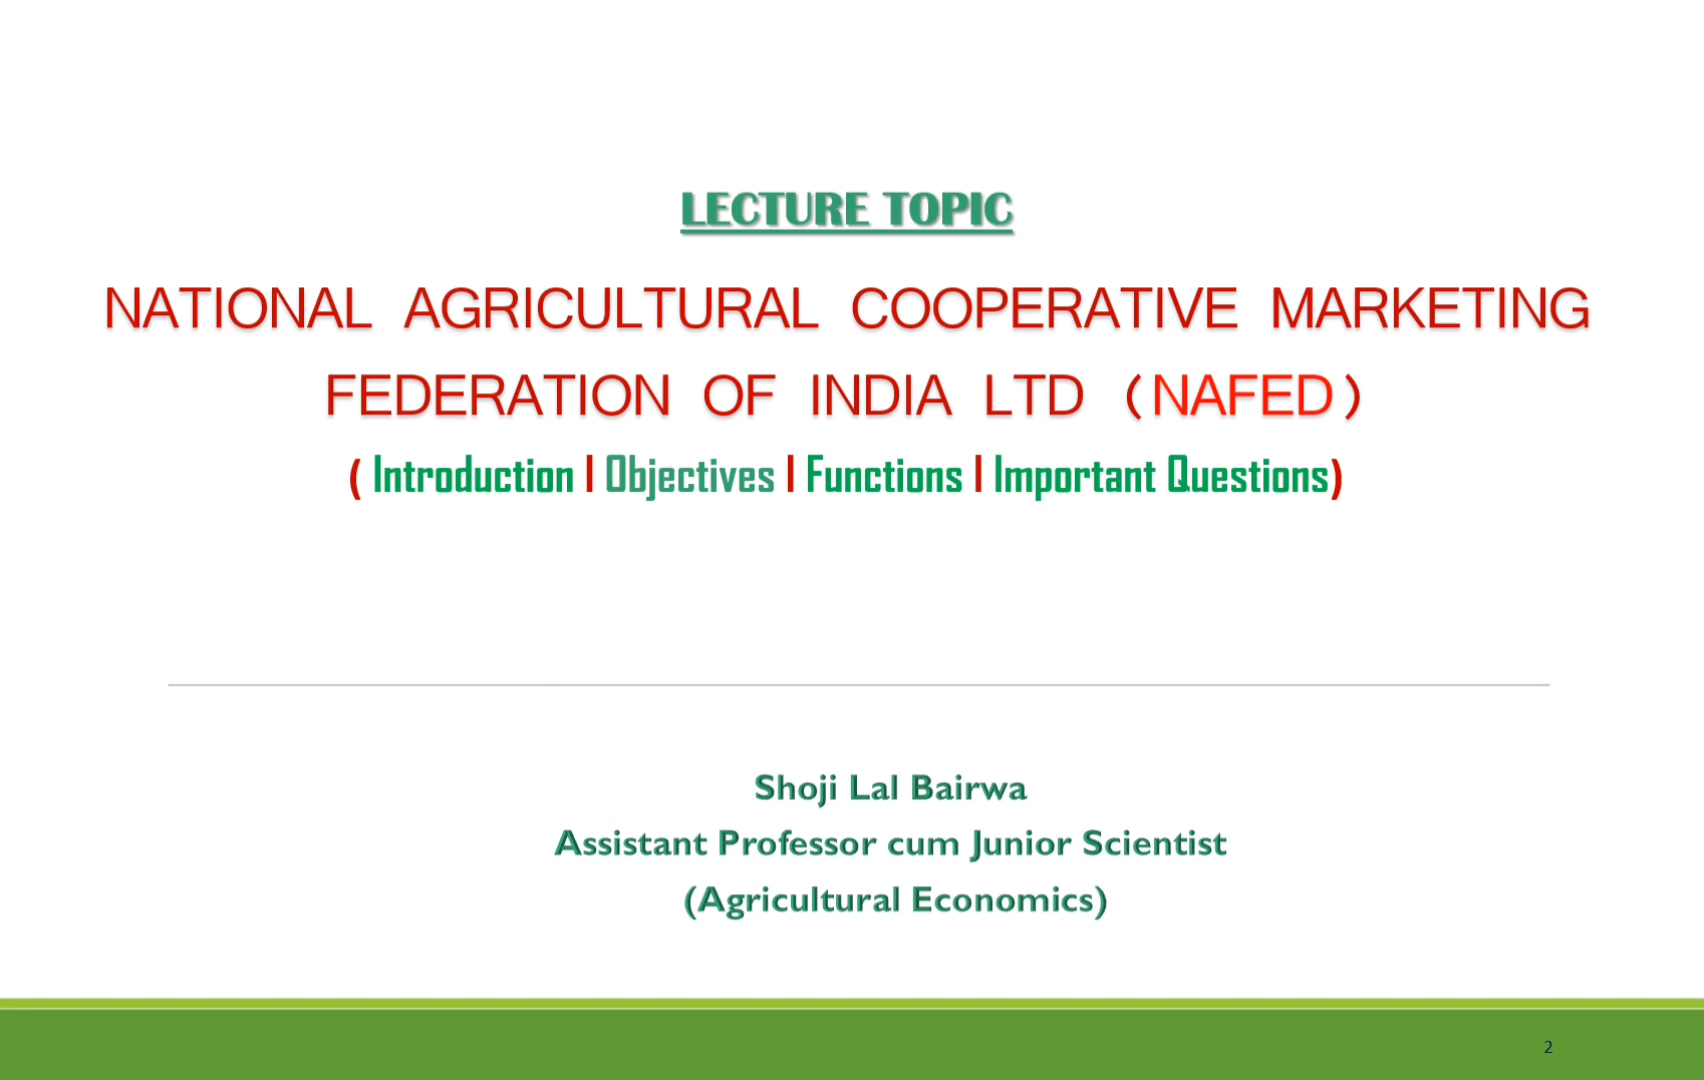 LECTURE TOPIC
NATIONAL AGRICULTURAL COOPERATIVE MARKETING
FEDERATION OF INDIA LTD (NAFED)
( Introduction | Objectives | Functions | Important Questions)
Shoji Lal Bairwa
Assistant Professor cum Junior Scientist
(Agricultural Economics)
2